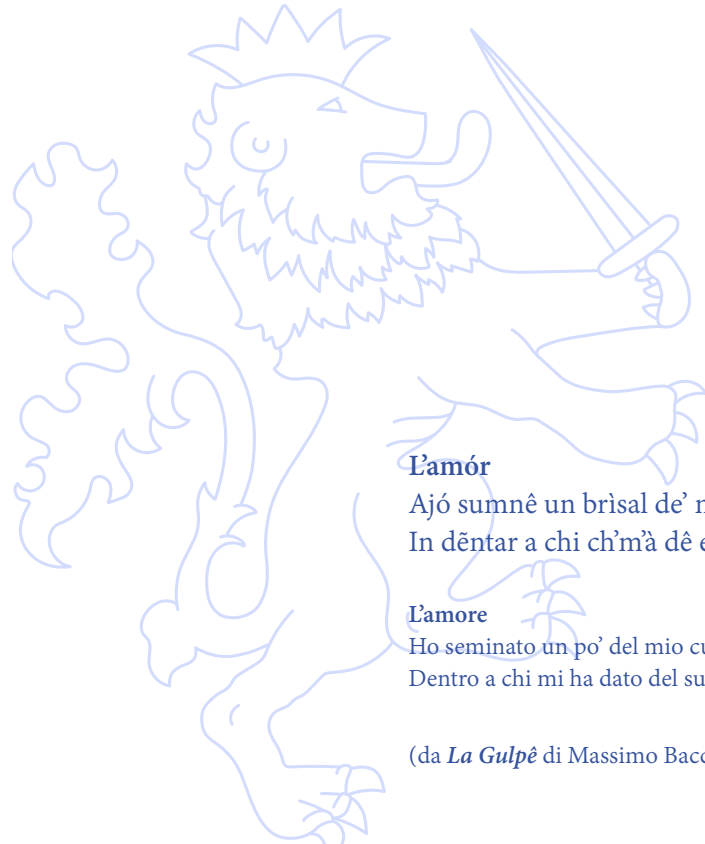 L'amór
Ajó sumnê un brìsal de'
In dẽntar a chi ch'm'à dê
L'amore
Ho seminato un po' del mio
Dentro a chi mi ha dato del
(da La Gulpê di Massimo